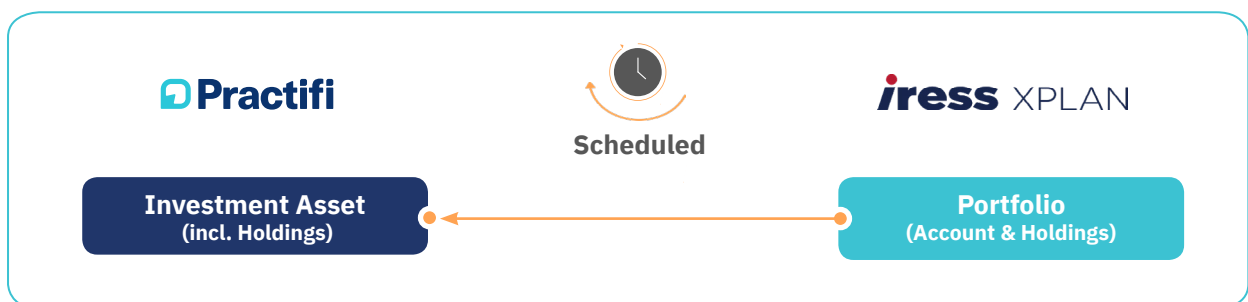 Practifi
iress XPLAN
Scheduled
Investment Asset
(incl. Holdings)
Portfolio
(Account & Holdings)